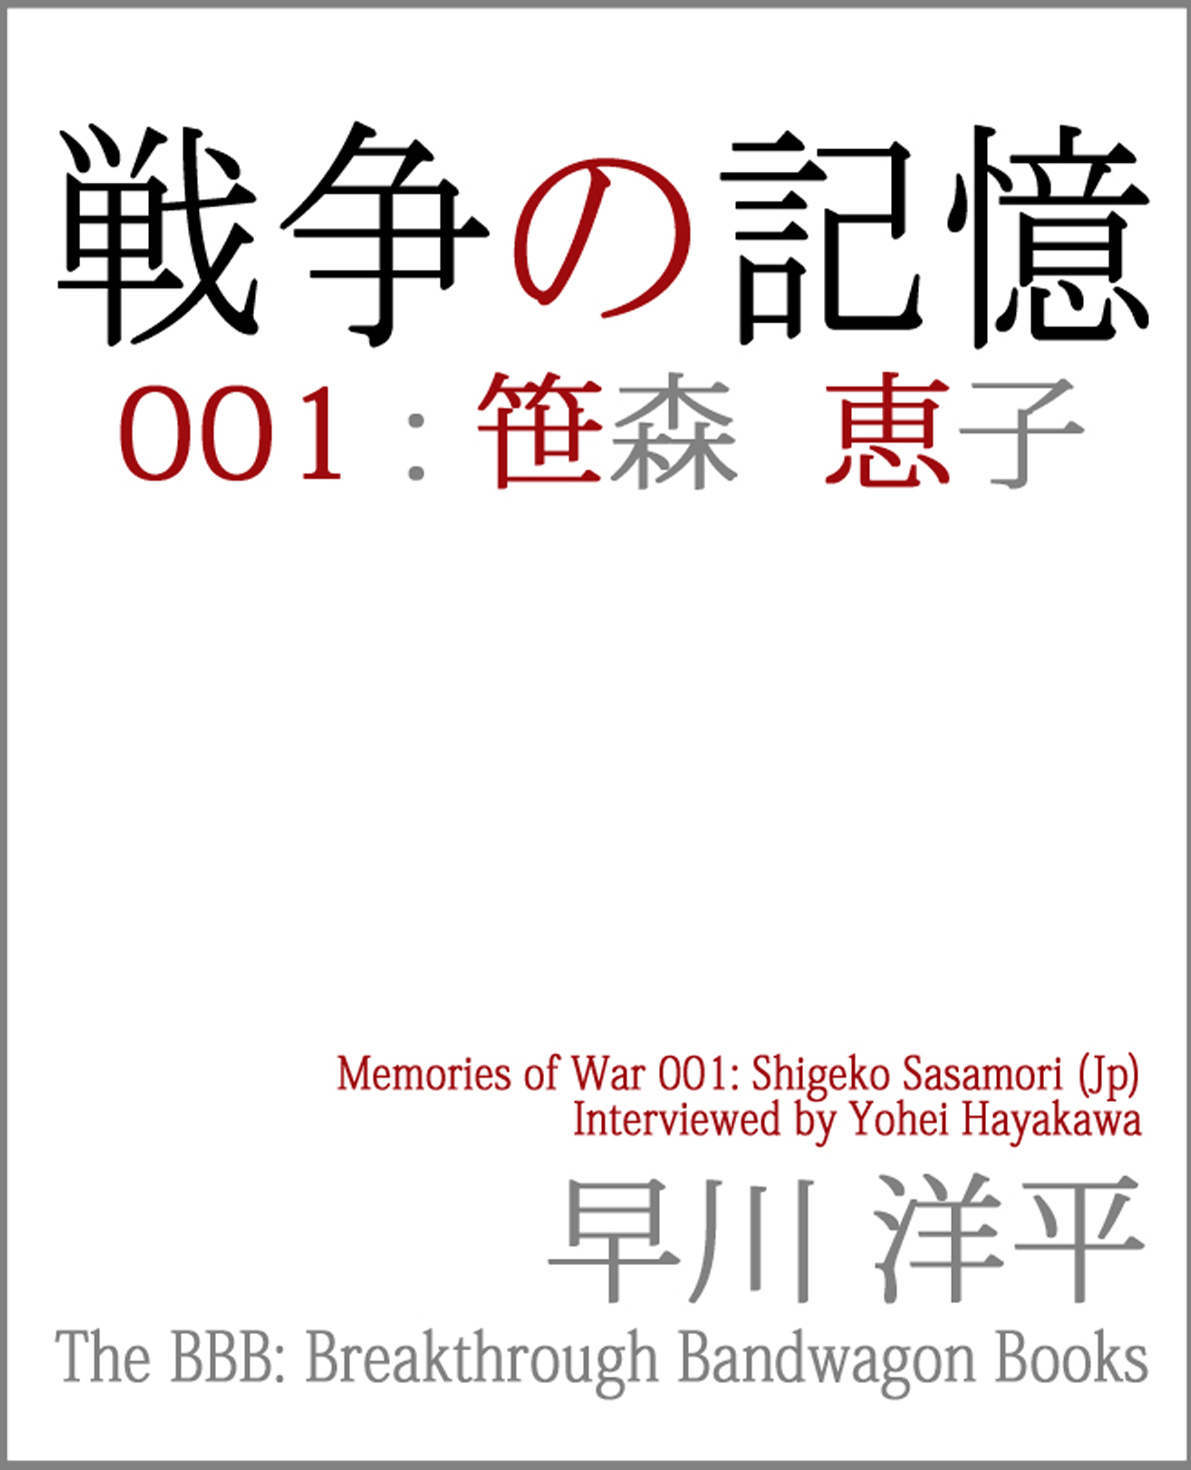 戦争の記憶
001：笹森 恵子
Memories of War 001: Shigeko Sasamori (Jp)
Interviewed by Yohei Hayakawa
早川 洋平
The BBB: Breakthrough Bandwagon Books